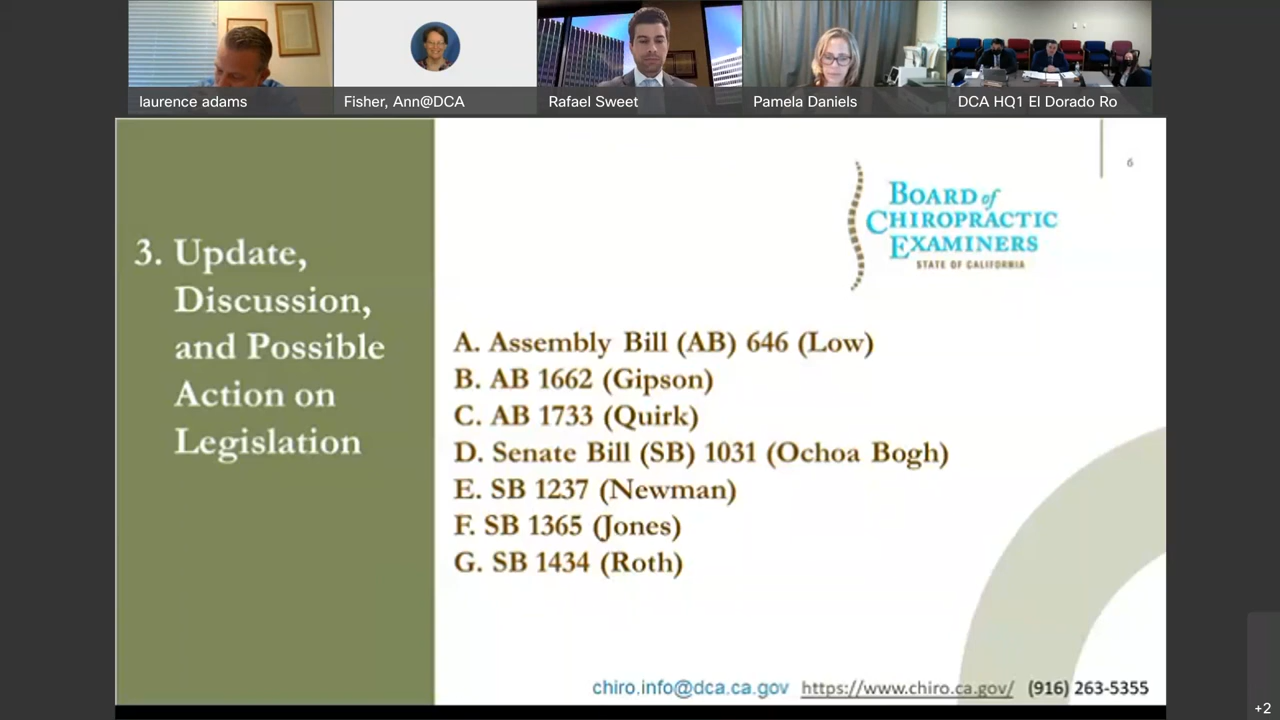 laurence adams
Fisher, Ann@DCA
Rafael Sweet
Pamela Daniels
DCA HQ1 El Dorado Ro
6
BOARD of
CHIROPRACTIC
EXAMINERS
STATE OF CALIFORNIA
3. Update,
Discussion,
and Possible
Action on
Legislation
A. Assembly Bill (AB) 646 (Low)
B. AB 1662 (Gipson)
C. AB 1733 (Quirk)
D. Senate Bill (SB) 1031 (Ochoa Bogh)
E. SB 1237 (Newman)
F. SB 1365 (Jones)
G. SB 1434 (Roth)
chiro.info@dca.ca.gov https://www.chiro.ca.gov/ (916) 263-5355
+2